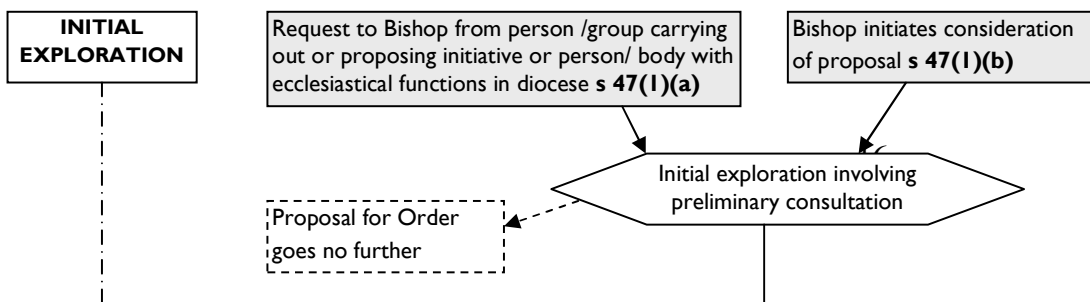 INITIAL
EXPLORATION
Request to Bishop from person /group carrying
out or proposing initiative or person/ body with
ecclesiastical functions in diocese s 47(1)(a)
Bishop initiates consideration
of proposal s 47(1)(b)
Initial exploration involving
preliminary consultation
Proposal for Order
goes no further